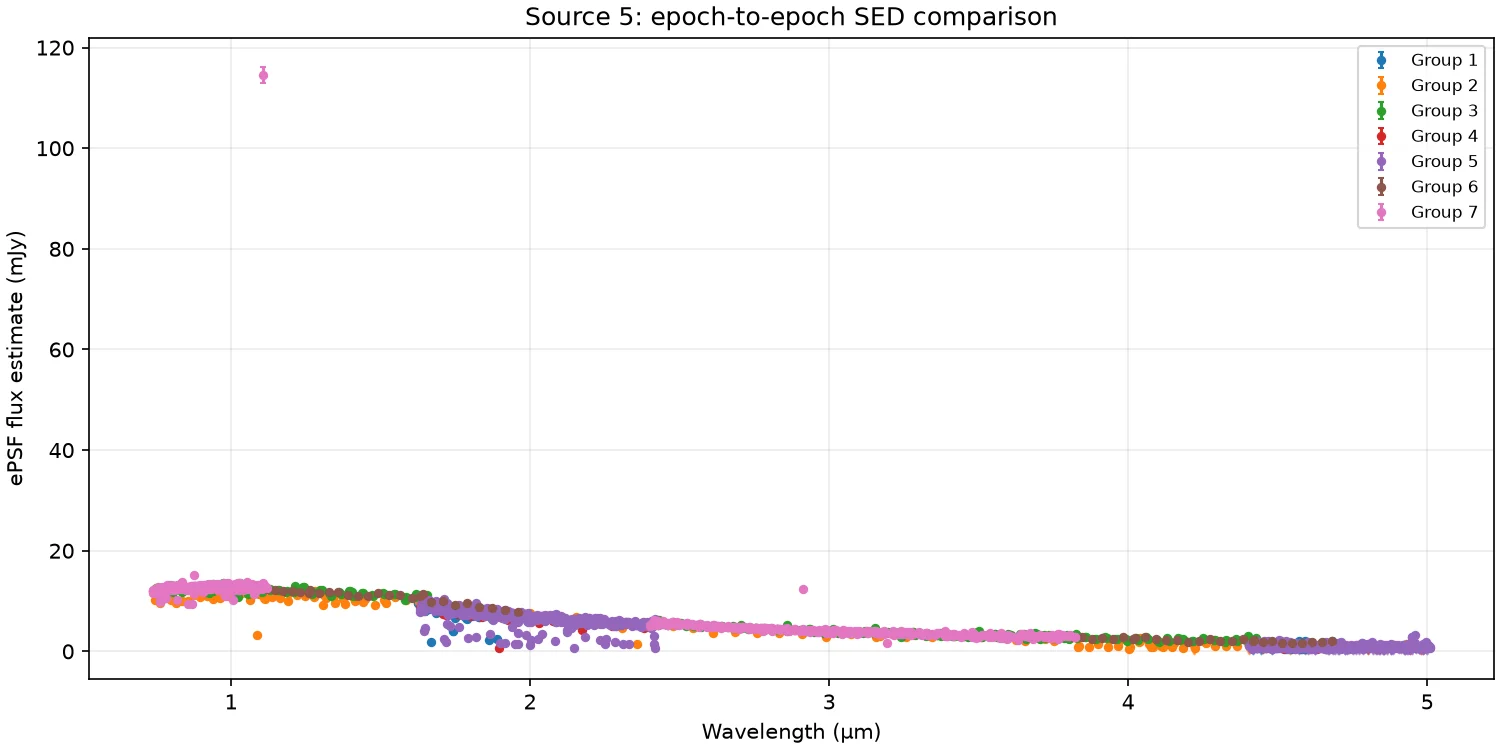 Source 5: epoch-to-epoch SED comparison
ePSF flux estimate (mJy)
120
100
80
60
40
20
0
Group 1
Group 2
Group 3
Group 4
Group 5
Group 6
Group 7
1 2 3 4 5
Wavelength (µm)